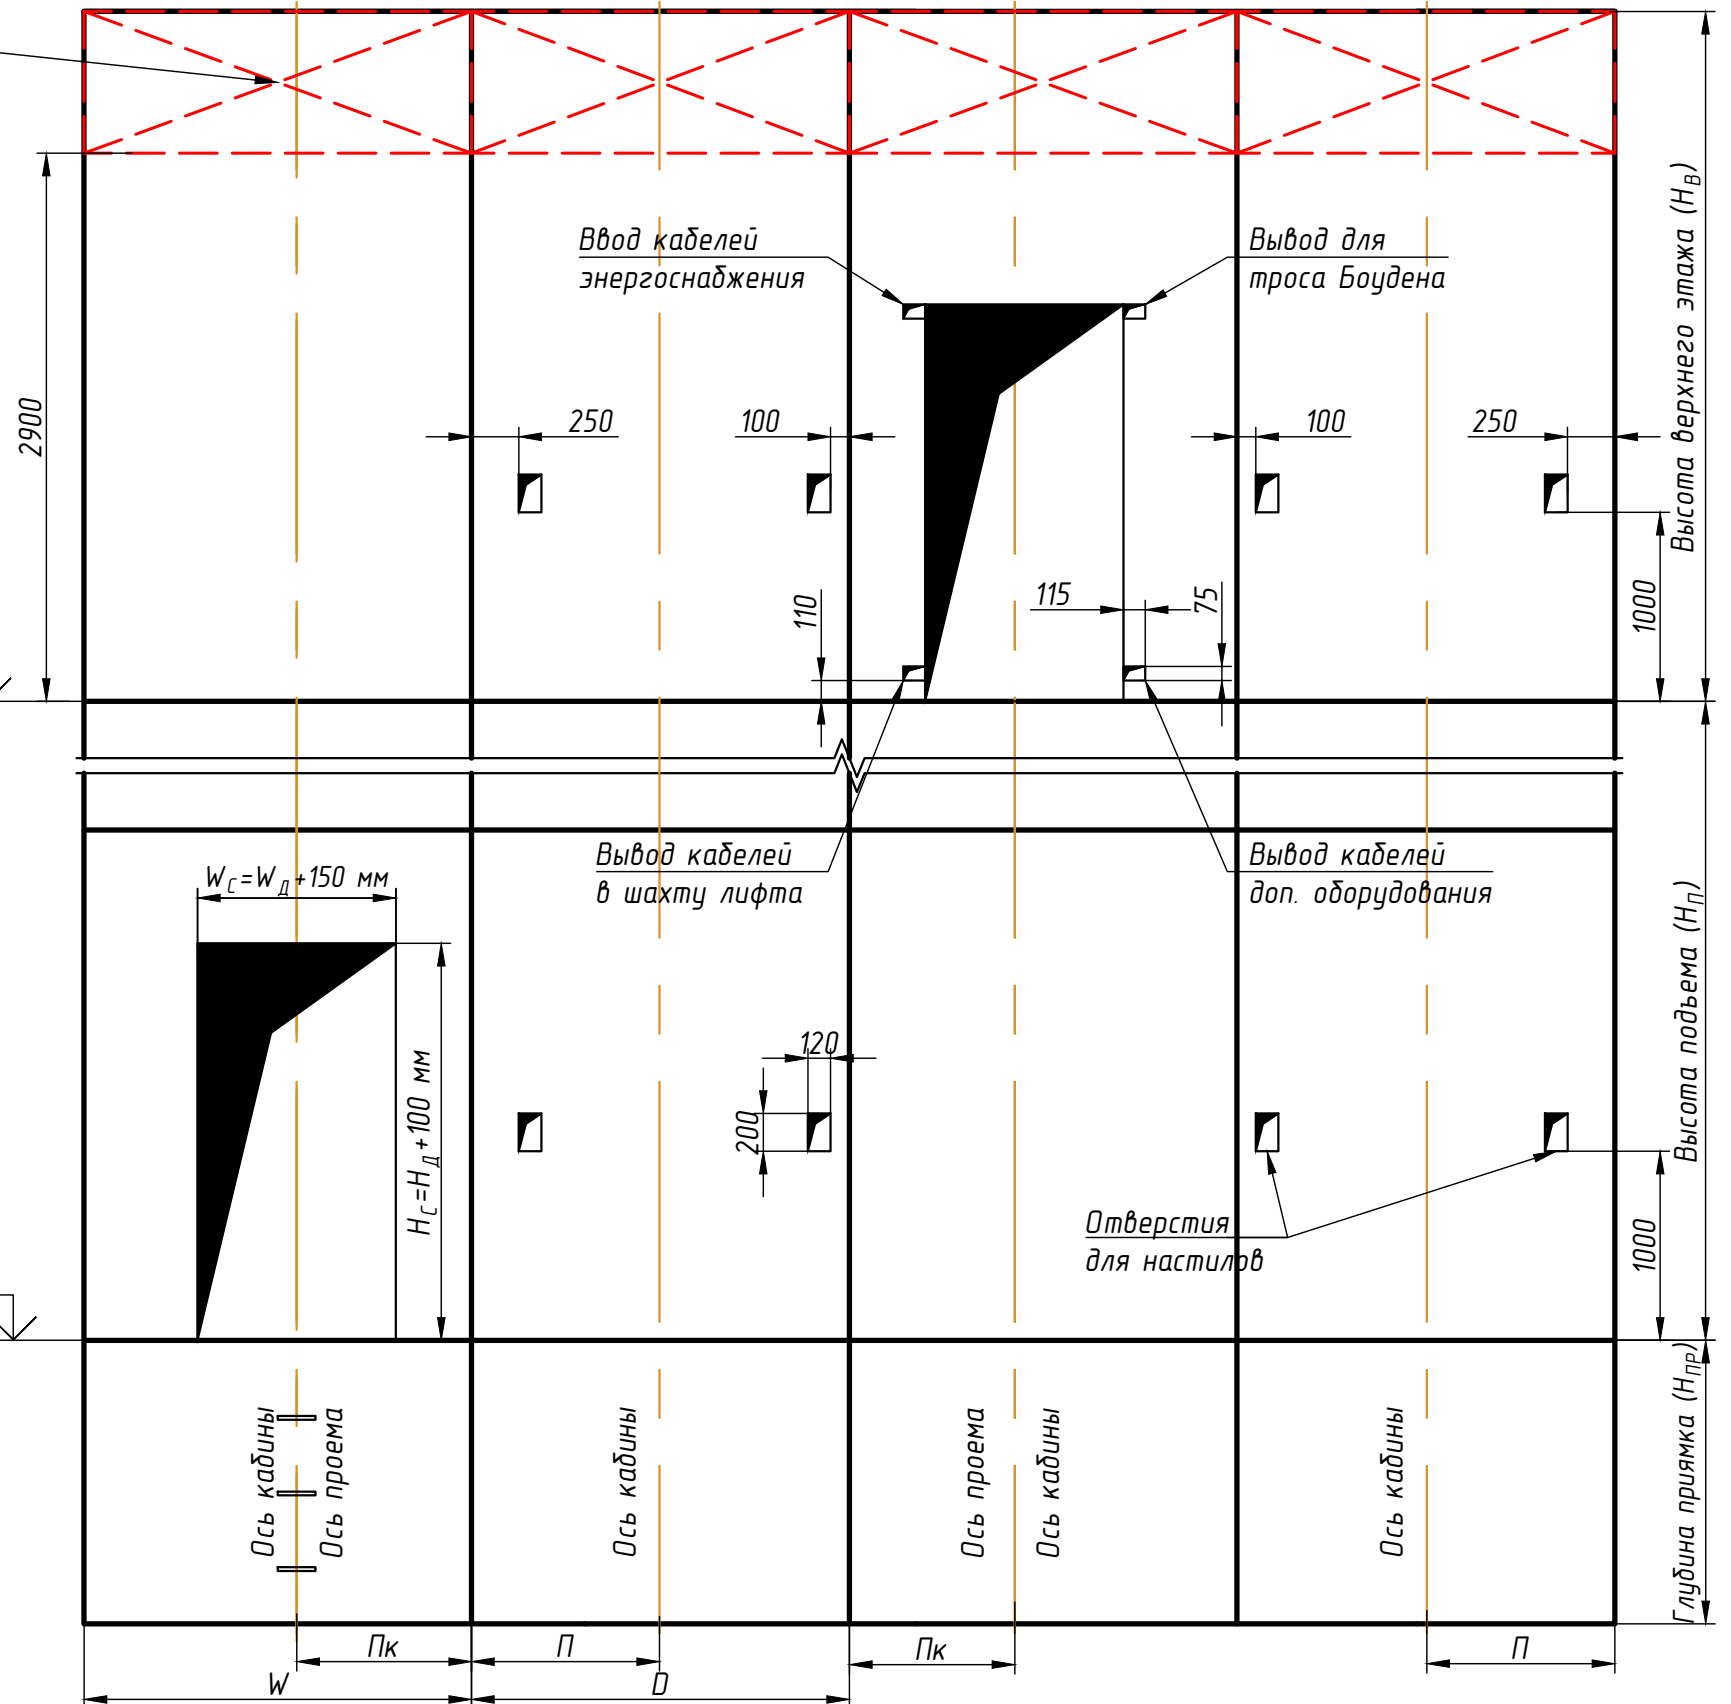 Ввод кабелей
энергоснабжения
Вывод для
троса Боудена
Высота верхнего этажа (HВ)
2900
250
100
100
250
110
115
75
1000
Вывод кабелей
в шахту лифта
Вывод кабелей
доп. оборудования
WС=WД+150 мм
HС=HД+100 мм
Высота подъема (HП)
120
200
Отверстия
для настилов
1000
Ось кабины
Ось проема
Ось кабины
Ось проема
Ось кабины
Ось кабины
Глубина приямка (HПР)
Пк
П
Пк
П
W
D